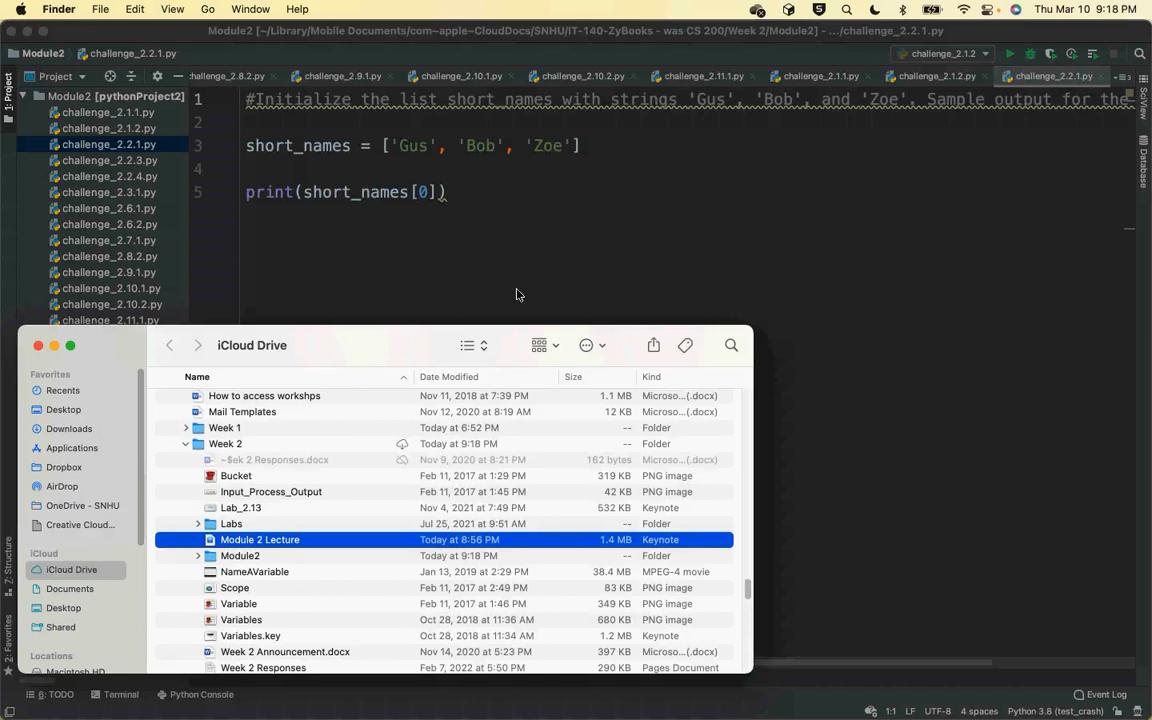 Finder File Edit View Go Window Help Thu Mar 10 9:18 PM
Module2 [~/Library/Mobile Documents/com~apple~CloudDocs/SNHU/IT-140-ZyBooks - was CS 200/Week 2/Module2] - .../challenge_2.2.1.py
Module2 challenge_2.2.1.py challenge_2.1.2
Project challenge_2.8.2.py challenge_2.9.1.py challenge_2.10.1.py challenge_2.10.2.py challenge_2.11.1.py challenge_2.1.1.py challenge_2.1.2.py challenge_2.2.1.py
1: Project
SciView
Database
Module2 [pythonProject2]
challenge_2.1.1.py
challenge_2.1.2.py
challenge_2.2.1.py
challenge_2.2.3.py
challenge_2.2.4.py
challenge_2.3.1.py
challenge_2.6.1.py
challenge_2.6.2.py
challenge_2.7.1.py
challenge_2.8.2.py
challenge_2.9.1.py
challenge_2.10.1.py
challenge_2.10.2.py
challenge_2.11.1.py
1 #Initialize the list short_names with strings 'Gus', 'Bob', and 'Zoe'. Sample output for the
2
3 short_names = ['Gus', 'Bob', 'Zoe']
4
5 print(short_names[0])
iCloud Drive
Favorites
Recents
Desktop
Downloads
Applications
Dropbox
AirDrop
OneDrive - SNHU
Creative Cloud...
iCloud
iCloud Drive
Documents
Desktop
Shared
Locations
Macintosh HD
Name Date Modified Size Kind
How to access workshps Nov 11, 2018 at 7:39 PM 1.1 MB Microso...(.docx)
Mail Templates Nov 12, 2020 at 8:19 AM 12 KB Microso...(.docx)
Week 1 Today at 6:52 PM -- Folder
Week 2 Today at 9:18 PM -- Folder
~$ek 2 Responses.docx Nov 9, 2020 at 8:21 PM 162 bytes Microso...(.docx)
Bucket Feb 11, 2017 at 1:29 PM 319 KB PNG image
Input_Process_Output Feb 11, 2017 at 1:45 PM 42 KB PNG image
Lab_2.13 Nov 4, 2021 at 7:49 PM 532 KB Keynote
Labs Jul 25, 2021 at 9:51 AM -- Folder
Module 2 Lecture Today at 8:56 PM 1.4 MB Keynote
Module2 Today at 9:18 PM -- Folder
NameAVariable Jan 13, 2019 at 2:29 PM 38.4 MB MPEG-4 movie
Scope Feb 11, 2017 at 2:49 PM 83 KB PNG image
Variable Feb 11, 2017 at 1:46 PM 349 KB PNG image
Variables Oct 28, 2018 at 11:36 AM 680 KB PNG image
Variables.key Oct 28, 2018 at 11:34 AM 1.2 MB Keynote
Week 2 Announcement.docx Nov 14, 2020 at 5:23 PM 397 KB Microso...(.docx)
Week 2 Responses Feb 7, 2022 at 5:50 PM 290 KB Pages Document
Z: Structure
2: Favorites
6: TODO Terminal Python Console Event Log
1:1 LF UTF-8 4 spaces Python 3.8 (test_crash)